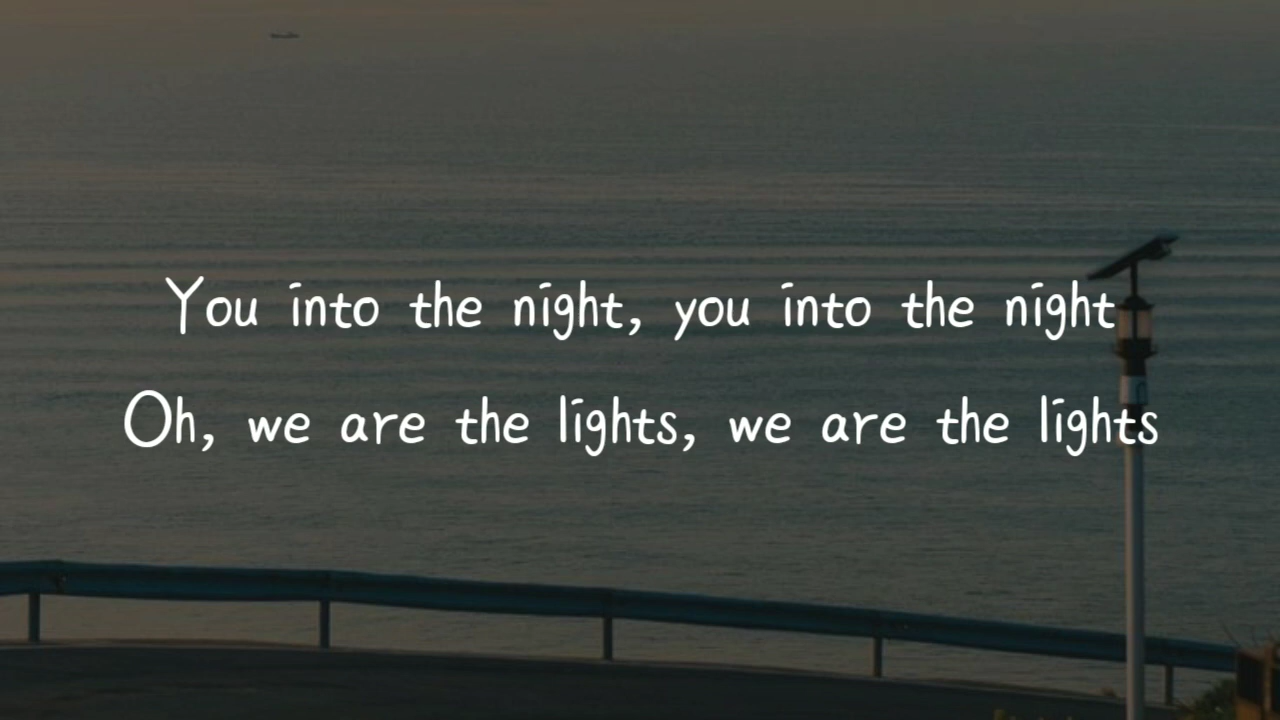 You into the night, you into the night
Oh, we are the lights, we are the lights